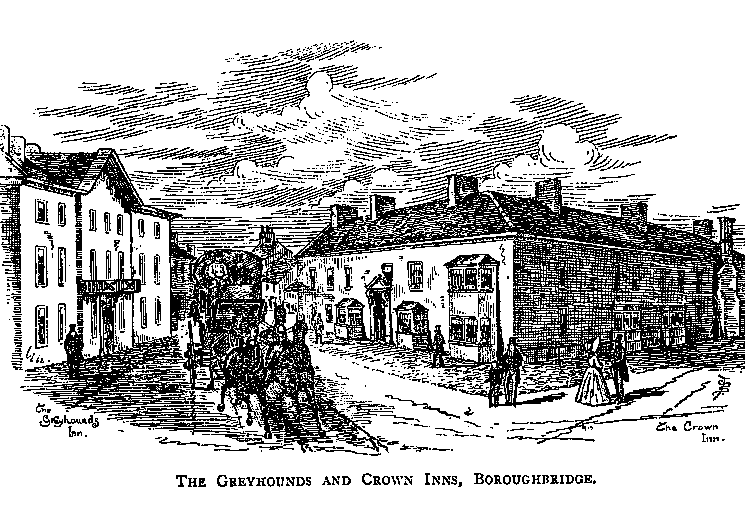 The
Greyhounds
Inn.
The Crown
Inn.
THE GREYHOUNDS AND CROWN INNS, BOROUGHBRIDGE.